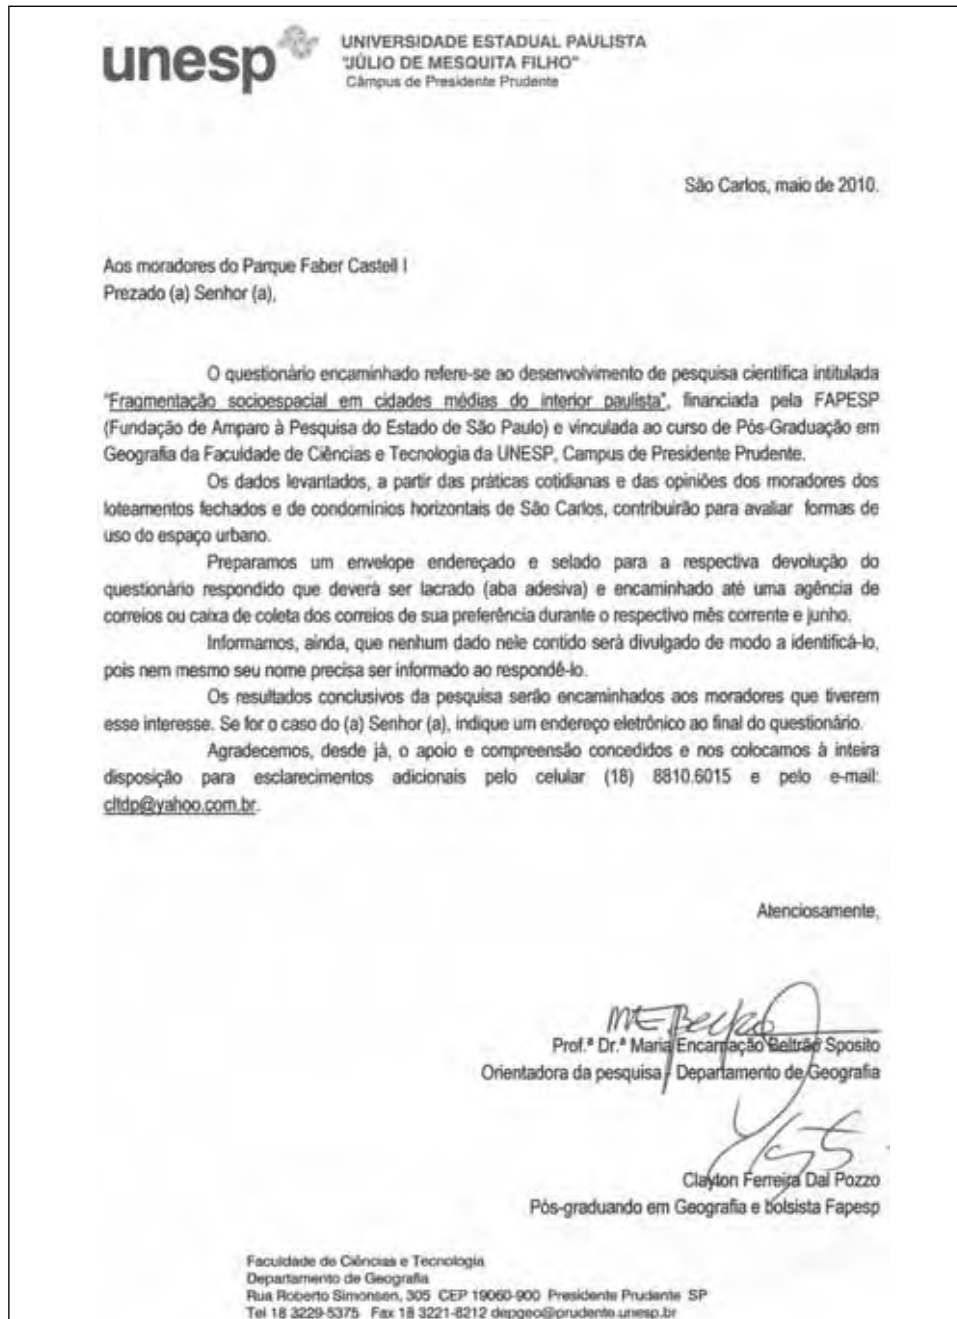 unesp
UNIVERSIDADE ESTADUAL PAULISTA
"JÚLIO DE MESQUITA FILHO"
Câmpus de Presidente Prudente
São Carlos, maio de 2010.
Aos moradores do Parque Faber Castell I
Prezado (a) Senhor (a),
O questionário encaminhado refere-se ao desenvolvimento de pesquisa científica intitulada
"Fragmentação socioespacial em cidades médias do interior paulista", financiada pela FAPESP
(Fundação de Amparo à Pesquisa do Estado de São Paulo) e vinculada ao curso de Pós-Graduação em
Geografia da Faculdade de Ciências e Tecnologia da UNESP, Campus de Presidente Prudente.
Os dados levantados, a partir das práticas cotidianas e das opiniões dos moradores dos
loteamentos fechados e de condomínios horizontais de São Carlos, contribuirão para avaliar formas de
uso do espaço urbano.
Preparamos um envelope endereçado e selado para a respectiva devolução do
questionário respondido que deverá ser lacrado (aba adesiva) e encaminhado até uma agência de
correios ou caixa de coleta dos correios de sua preferência durante o respectivo mês corrente e junho.
Informamos, ainda, que nenhum dado nele contido será divulgado de modo a identificá-lo,
pois nem mesmo seu nome precisa ser informado ao respondê-lo.
Os resultados conclusivos da pesquisa serão encaminhados aos moradores que tiverem
esse interesse. Se for o caso do (a) Senhor (a), indique um endereço eletrônico ao final do questionário.
Agradecemos, desde já, o apoio e compreensão concedidos e nos colocamos à inteira
disposição para esclarecimentos adicionais pelo celular (18) 8810.6015 e pelo e-mail:
cltdp@yahoo.com.br.
Atenciosamente,
Prof.ª Dr.ª Maria Encarnação Beltrão Sposito
Orientadora da pesquisa - Departamento de Geografia
Clayton Ferreira Dal Pozzo
Pós-graduando em Geografia e bolsista Fapesp
Faculdade de Ciências e Tecnologia
Departamento de Geografia
Rua Roberto Simonsen, 305 CEP 19060-900 Presidente Prudente SP
Tel 18 3229-5375 Fax 18 3221-8212 depgeo@prudente.unesp.br